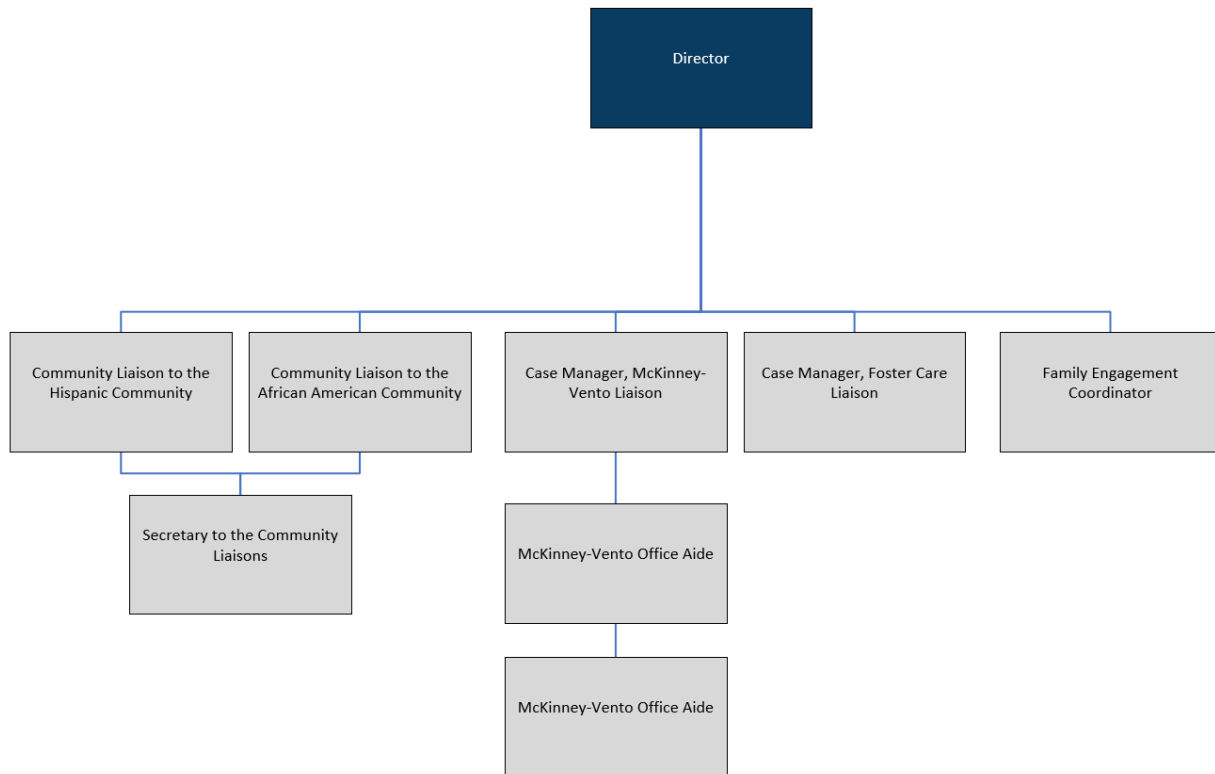 Director
Community Liaison to the
Hispanic Community
Community Liaison to the
African American Community
Case Manager, McKinney-
Vento Liaison
Case Manager, Foster Care
Liaison
Family Engagement
Coordinator
Secretary to the Community
Liaisons
McKinney-Vento Office Aide
McKinney-Vento Office Aide